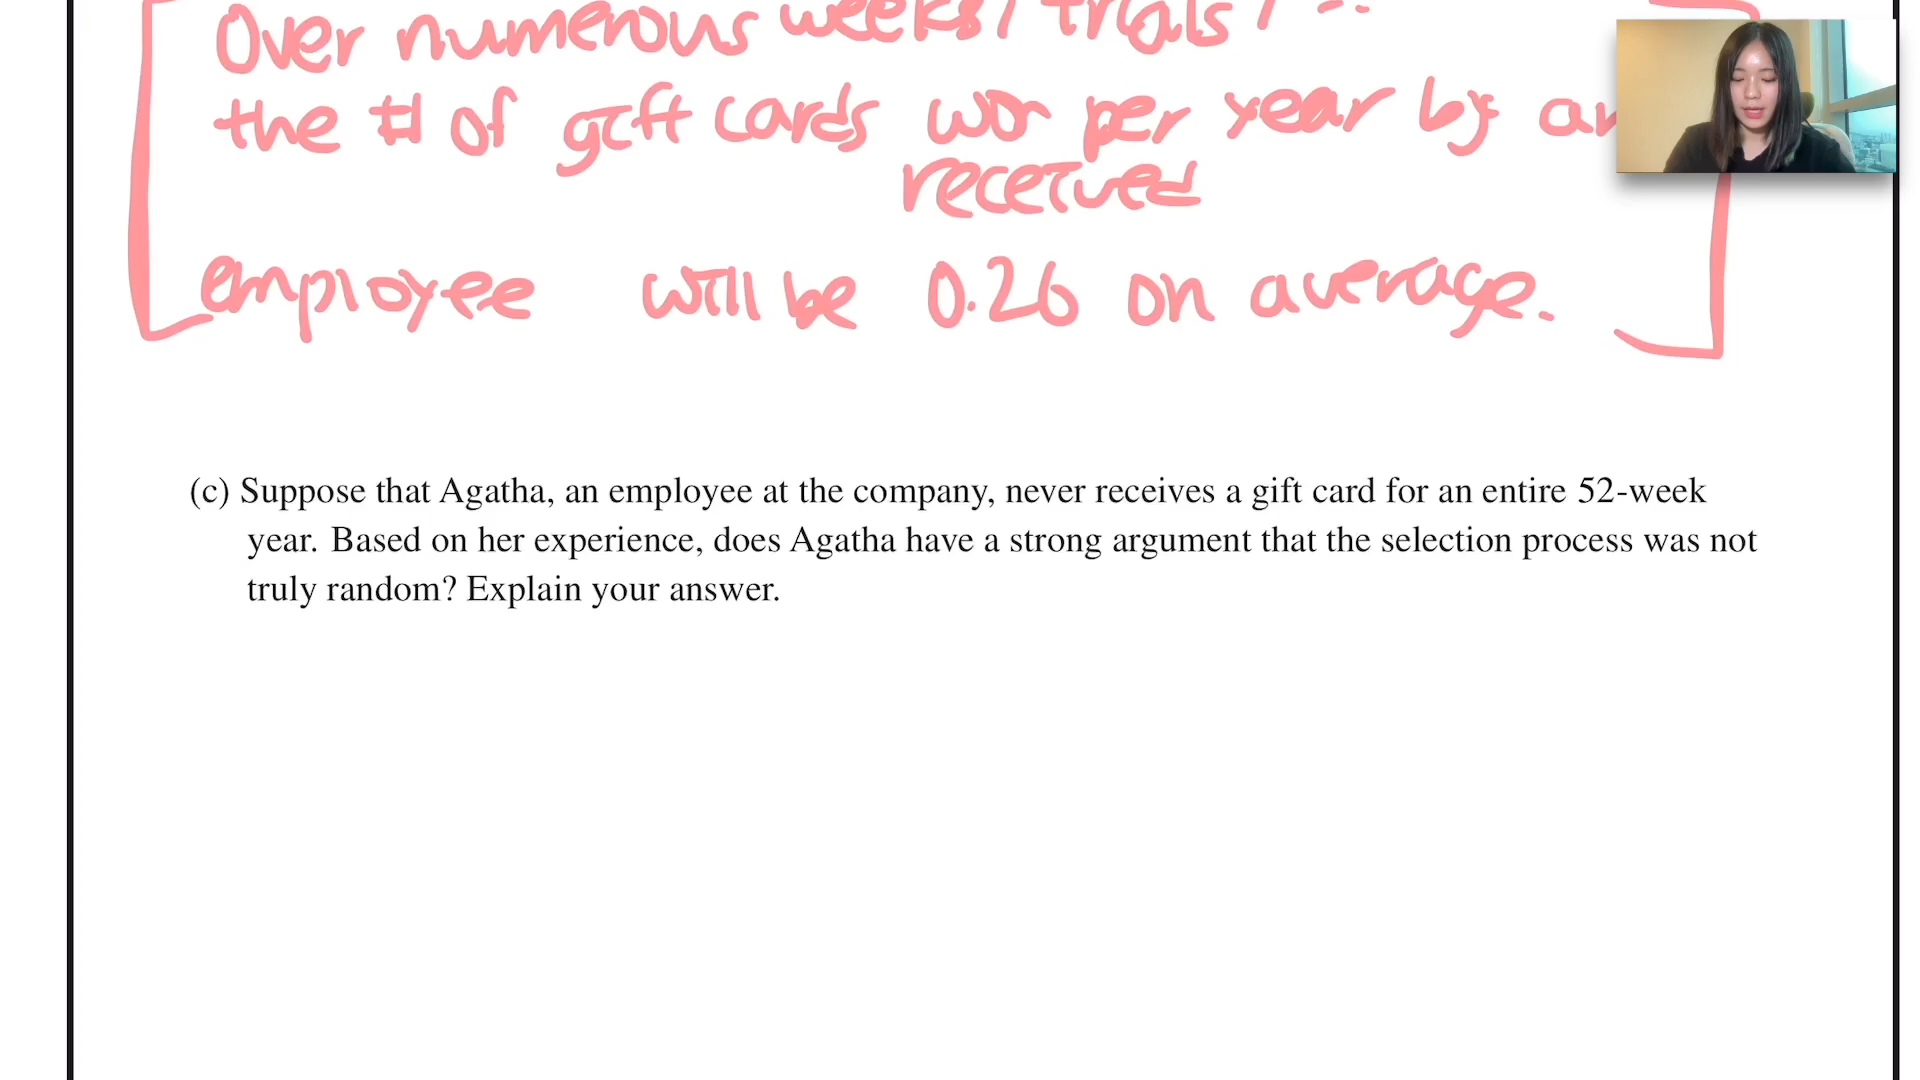 Over numerous weeks/trials,
the # of gift cards won per year by an
received
employee will be 0.26 on average.
(c) Suppose that Agatha, an employee at the company, never receives a gift card for an entire 52-week
year. Based on her experience, does Agatha have a strong argument that the selection process was not
truly random? Explain your answer.